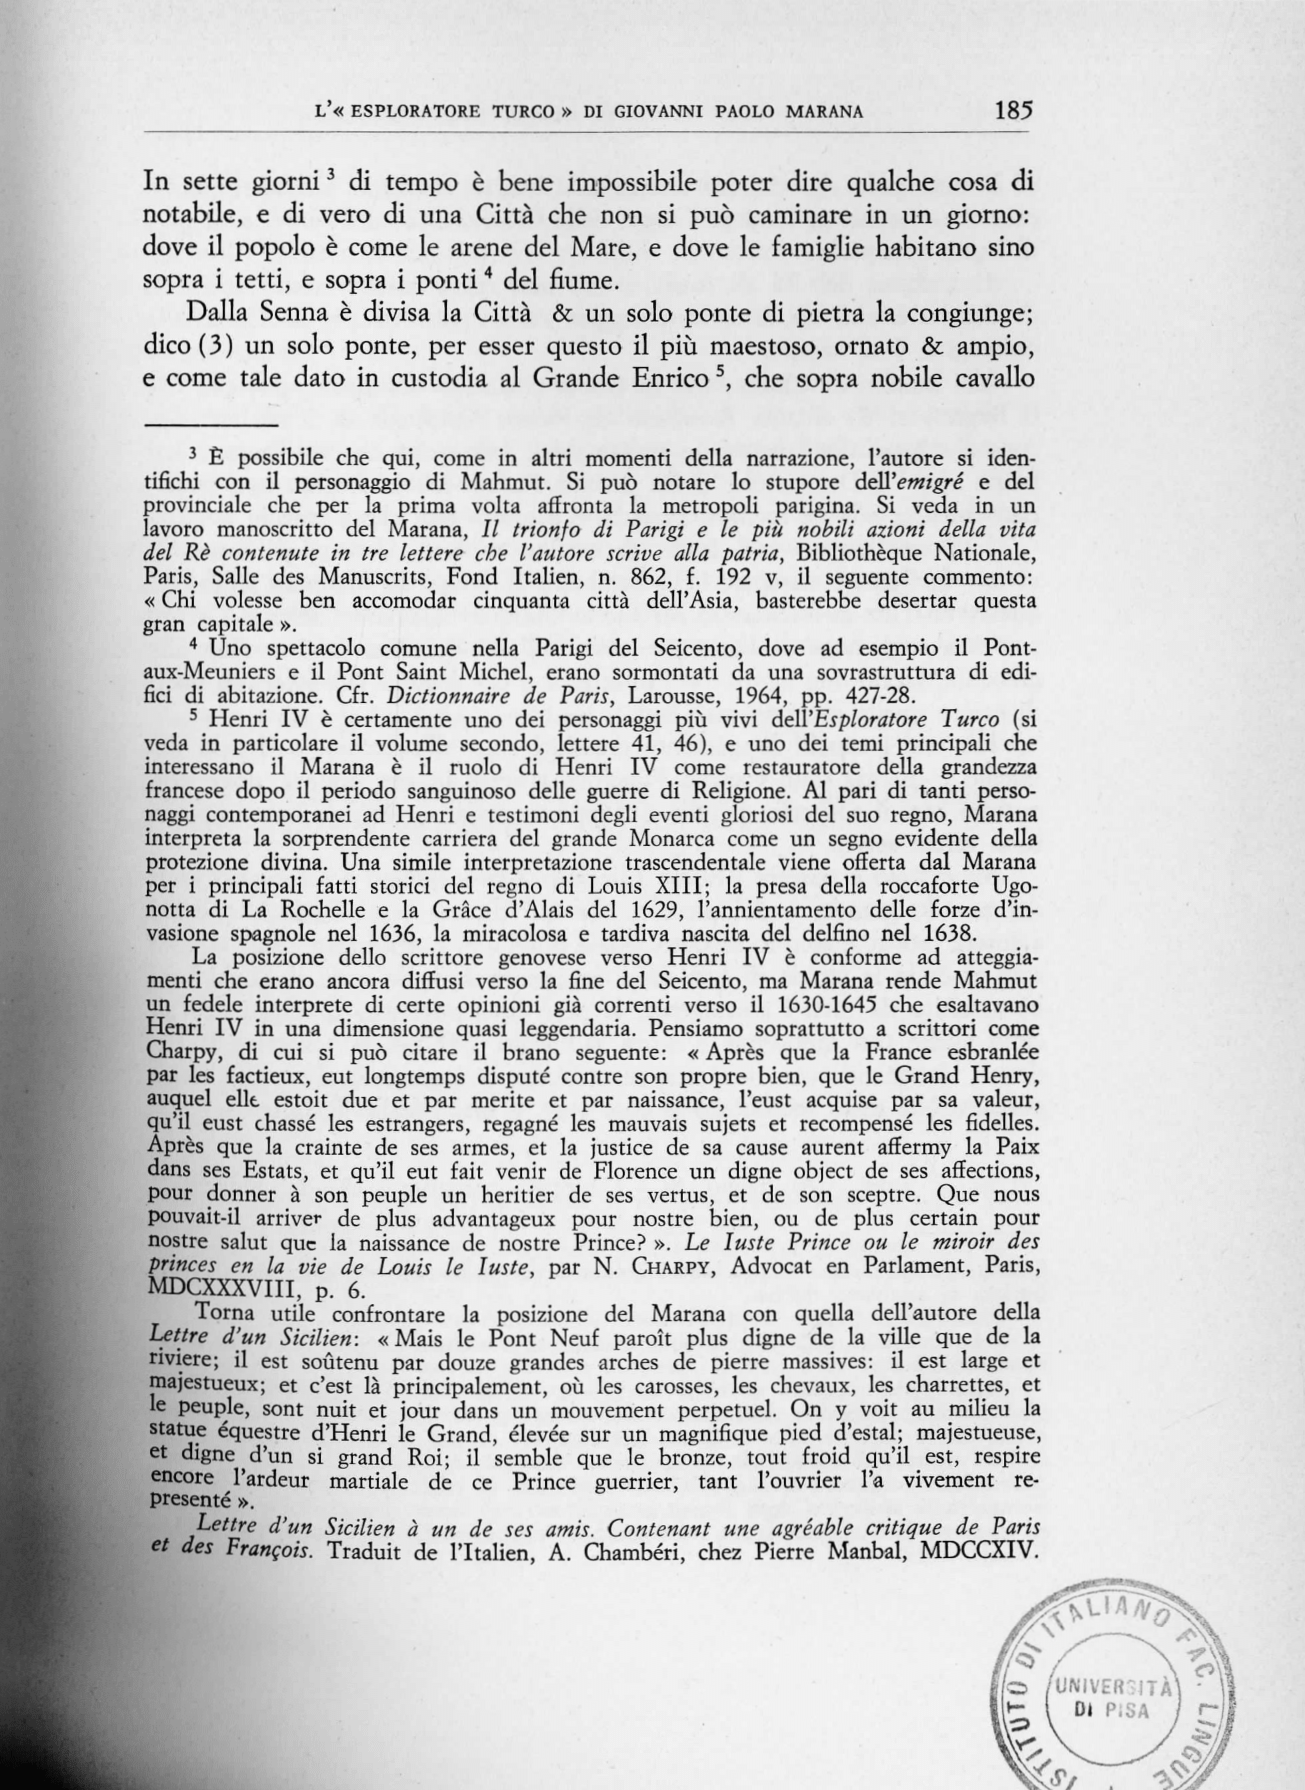 L'« ESPLORATORE TURCO » DI GIOVANNI PAOLO MARANA 185
In sette giorni ³ di tempo è bene impossibile poter dire qualche cosa di
notabile, e di vero di una Città che non si può caminare in un giorno:
dove il popolo è come le arene del Mare, e dove le famiglie habitano sino
sopra i tetti, e sopra i ponti ⁴ del fiume.
Dalla Senna è divisa la Città & un solo ponte di pietra la congiunge;
dico (3) un solo ponte, per esser questo il più maestoso, ornato & ampio,
e come tale dato in custodia al Grande Enrico ⁵, che sopra nobile cavallo
³ È possibile che qui, come in altri momenti della narrazione, l'autore si iden-
tifichi con il personaggio di Mahmut. Si può notare lo stupore dell'emigré e del
provinciale che per la prima volta affronta la metropoli parigina. Si veda in un
lavoro manoscritto del Marana, Il trionfo di Parigi e le più nobili azioni della vita
del Rè contenute in tre lettere che l'autore scrive alla patria, Bibliothèque Nationale,
Paris, Salle des Manuscrits, Fond Italien, n. 862, f. 192 v, il seguente commento:
« Chi volesse ben accomodar cinquanta città dell'Asia, basterebbe desertar questa
gran capitale ».
⁴ Uno spettacolo comune nella Parigi del Seicento, dove ad esempio il Pont-
aux-Meuniers e il Pont Saint Michel, erano sormontati da una sovrastruttura di edi-
fici di abitazione. Cfr. Dictionnaire de Paris, Larousse, 1964, pp. 427-28.
⁵ Henri IV è certamente uno dei personaggi più vivi dell'Esploratore Turco (si
veda in particolare il volume secondo, lettere 41, 46), e uno dei temi principali che
interessano il Marana è il ruolo di Henri IV come restauratore della grandezza
francese dopo il periodo sanguinoso delle guerre di Religione. Al pari di tanti perso-
naggi contemporanei ad Henri e testimoni degli eventi gloriosi del suo regno, Marana
interpreta la sorprendente carriera del grande Monarca come un segno evidente della
protezione divina. Una simile interpretazione trascendentale viene offerta dal Marana
per i principali fatti storici del regno di Louis XIII; la presa della roccaforte Ugo-
notta di La Rochelle e la Grâce d'Alais del 1629, l'annientamento delle forze d'in-
vasione spagnole nel 1636, la miracolosa e tardiva nascita del delfino nel 1638.
La posizione dello scrittore genovese verso Henri IV è conforme ad atteggia-
menti che erano ancora diffusi verso la fine del Seicento, ma Marana rende Mahmut
un fedele interprete di certe opinioni già correnti verso il 1630-1645 che esaltavano
Henri IV in una dimensione quasi leggendaria. Pensiamo soprattutto a scrittori come
Charpy, di cui si può citare il brano seguente: « Après que la France esbranlée
par les factieux, eut longtemps disputé contre son propre bien, que le Grand Henry,
auquel elle estoit due et par merite et par naissance, l'eust acquise par sa valeur,
qu'il eust chassé les estrangers, regagné les mauvais sujets et recompensé les fidelles.
Après que la crainte de ses armes, et la justice de sa cause aurent affermy la Paix
dans ses Estats, et qu'il eut fait venir de Florence un digne object de ses affections,
pour donner à son peuple un heritier de ses vertus, et de son sceptre. Que nous
pouvait-il arriver de plus advantageux pour nostre bien, ou de plus certain pour
nostre salut que la naissance de nostre Prince? ». Le Iuste Prince ou le miroir des
princes en la vie de Louis le Iuste, par N. CHARPY, Advocat en Parlament, Paris,
MDCXXXVIII, p. 6.
Torna utile confrontare la posizione del Marana con quella dell'autore della
Lettre d'un Sicilien: « Mais le Pont Neuf paroît plus digne de la ville que de la
riviere; il est soûtenu par douze grandes arches de pierre massives: il est large et
majestueux; et c'est là principalement, où les carosses, les chevaux, les charrettes, et
le peuple, sont nuit et jour dans un mouvement perpetuel. On y voit au milieu la
statue équestre d'Henri le Grand, élevée sur un magnifique pied d'estal; majestueuse,
et digne d'un si grand Roi; il semble que le bronze, tout froid qu'il est, respire
encore l'ardeur martiale de ce Prince guerrier, tant l'ouvrier l'a vivement re-
presenté ».
Lettre d'un Sicilien à un de ses amis. Contenant une agréable critique de Paris
et des François. Traduit de l'Italien, A. Chambéri, chez Pierre Manbal, MDCCXIV.
ISTITUTO DI ITALIANO FAC. LINGUE
UNIVERSITÀ
DI PISA